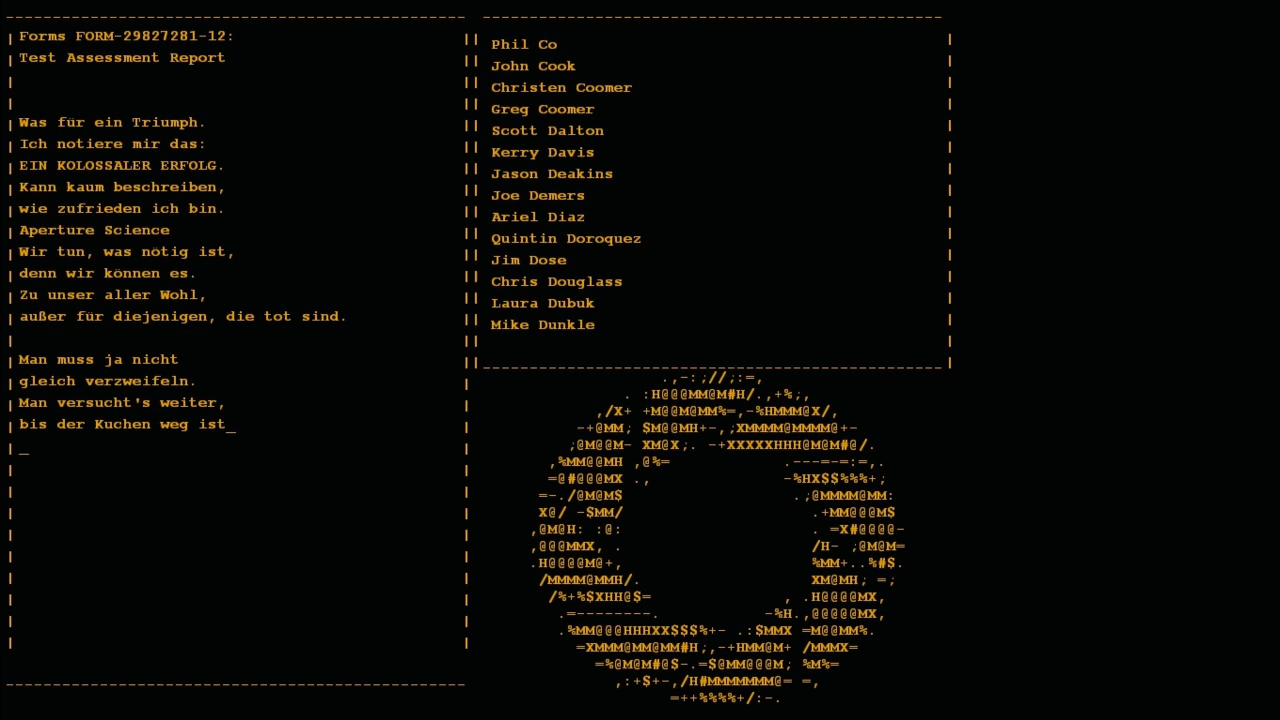 Forms FORM-29827281-12:
Test Assessment Report
Was für ein Triumph.
Ich notiere mir das:
EIN KOLOSSALER ERFOLG.
Kann kaum beschreiben,
wie zufrieden ich bin.
Aperture Science
Wir tun, was nötig ist,
denn wir können es.
Zu unser aller Wohl,
außer für diejenigen, die tot sind.
Man muss ja nicht
gleich verzweifeln.
Man versucht's weiter,
bis der Kuchen weg ist_
Phil Co
John Cook
Christen Coomer
Greg Coomer
Scott Dalton
Kerry Davis
Jason Deakins
Joe Demers
Ariel Diaz
Quintin Doroquez
Jim Dose
Chris Douglass
Laura Dubuk
Mike Dunkle